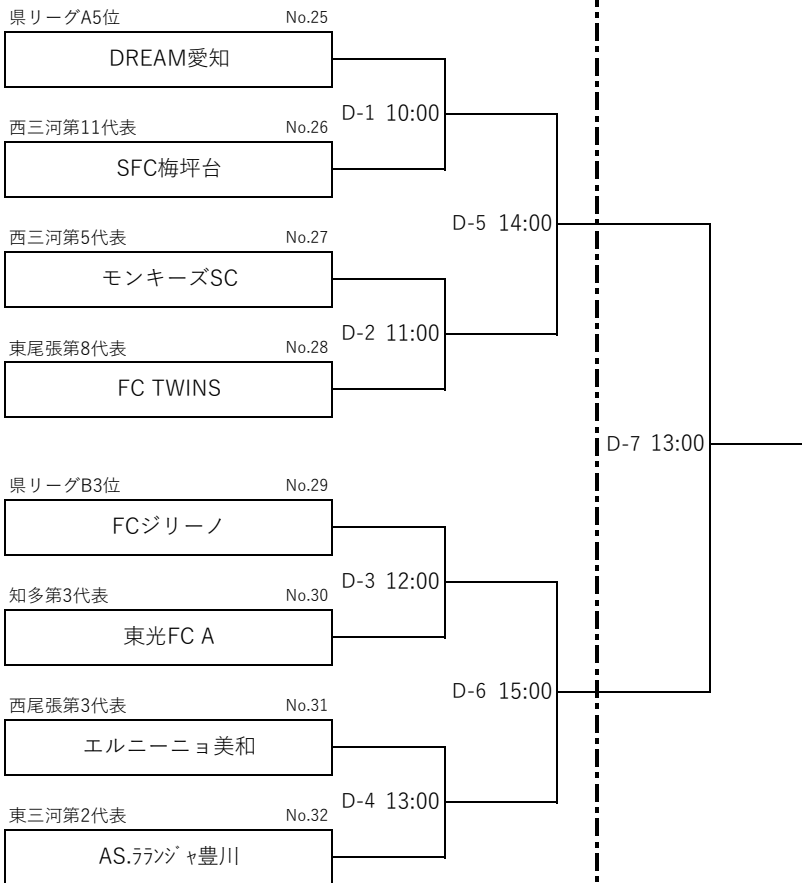 県リーグA5位 No.25
DREAM愛知
D-1 10:00
西三河第11代表 No.26
SFC梅坪台
D-5 14:00
西三河第5代表 No.27
モンキーズSC
D-2 11:00
東尾張第8代表 No.28
FC TWINS
D-7 13:00
県リーグB3位 No.29
FCジリーノ
D-3 12:00
知多第3代表 No.30
東光FC A
D-6 15:00
西尾張第3代表 No.31
エルニーニョ美和
D-4 13:00
東三河第2代表 No.32
AS.ﾗﾗﾝｼﾞｬ豊川